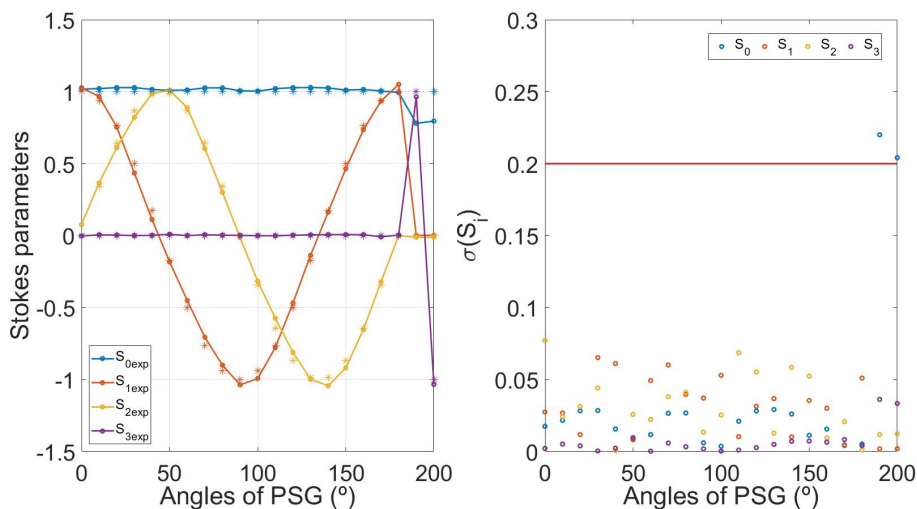 1.5
1
0.5
0
-0.5
-1
-1.5
Stokes parameters
S0exp
S1exp
S2exp
S3exp
0 50 100 150 200
Angles of PSG (º)
0.3
0.25
0.2
0.15
0.1
0.05
0
σ(Si)
S0 S1 S2 S3
0 50 100 150 200
Angles of PSG (º)